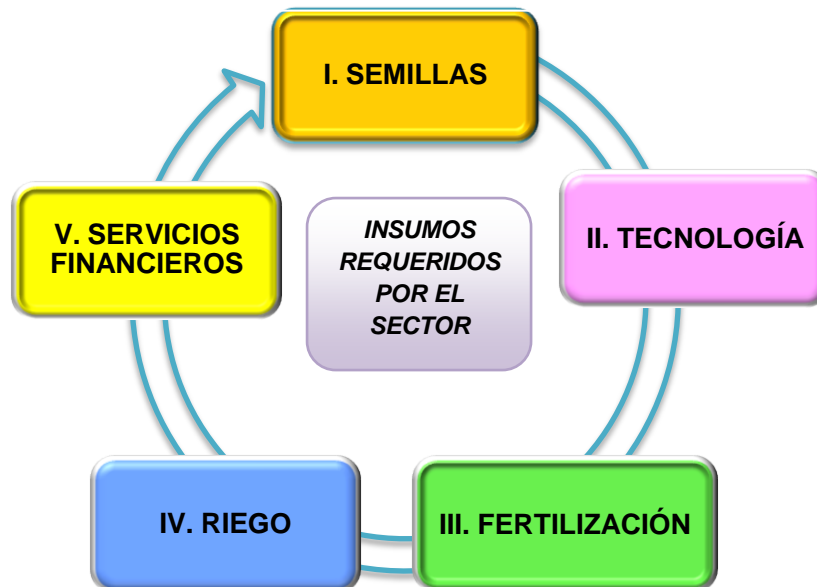 I. SEMILLAS
II. TECNOLOGÍA
III. FERTILIZACIÓN
IV. RIEGO
V. SERVICIOS
FINANCIEROS
INSUMOS
REQUERIDOS
POR EL
SECTOR